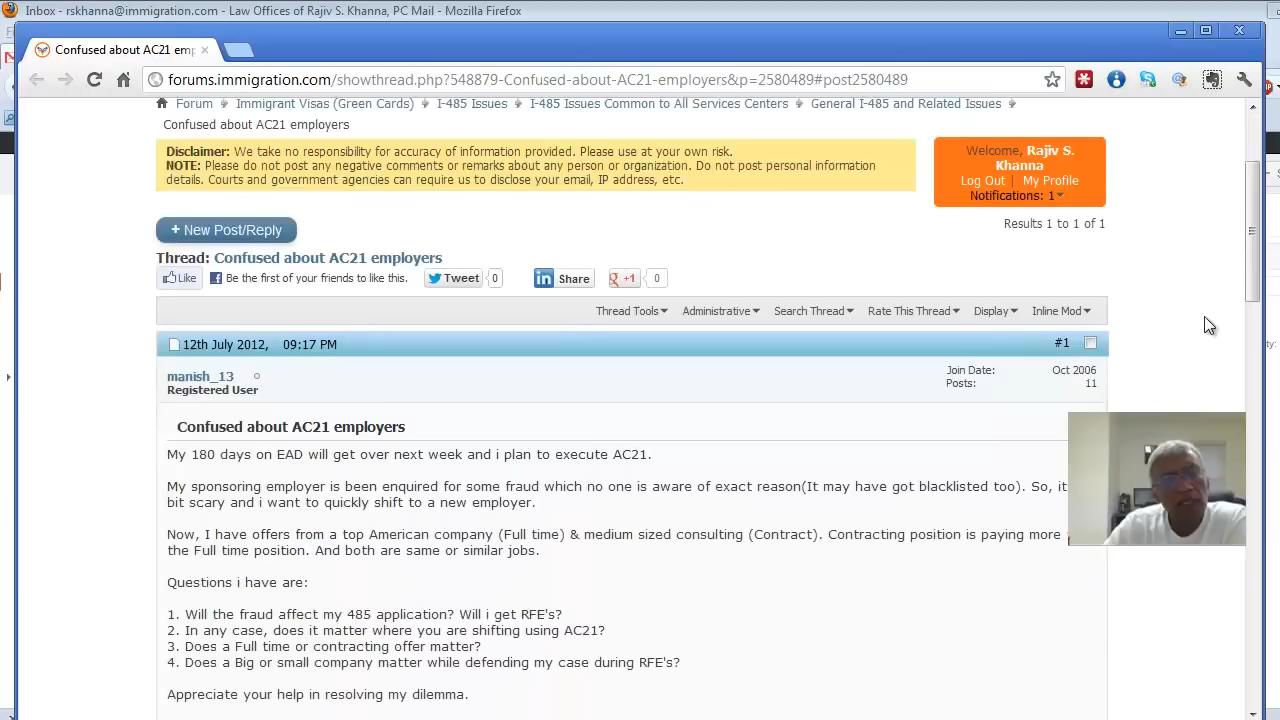 Inbox - rskhanna@immigration.com - Law Offices of Rajiv S. Khanna, PC Mail - Mozilla Firefox
Confused about AC21 emp
forums.immigration.com/showthread.php?548879-Confused-about-AC21-employers&p=2580489#post2580489
Forum » Immigrant Visas (Green Cards) » I-485 Issues » I-485 Issues Common to All Services Centers » General I-485 and Related Issues »
Confused about AC21 employers
Disclaimer: We take no responsibility for accuracy of information provided. Please use at your own risk.
NOTE: Please do not post any negative comments or remarks about any person or organization. Do not post personal information
details. Courts and government agencies can require us to disclose your email, IP address, etc.
Welcome, Rajiv S.
Khanna
Log Out | My Profile
Notifications: 1
+ New Post/Reply
Results 1 to 1 of 1
Thread: Confused about AC21 employers
Like Be the first of your friends to like this. Tweet 0 in Share g +1 0
Thread Tools Administrative Search Thread Rate This Thread Display Inline Mod
12th July 2012, 09:17 PM #1
manish_13
Registered User
Join Date: Oct 2006
Posts: 11
Confused about AC21 employers
My 180 days on EAD will get over next week and i plan to execute AC21.
My sponsoring employer is been enquired for some fraud which no one is aware of exact reason(It may have got blacklisted too). So, it
bit scary and i want to quickly shift to a new employer.
Now, I have offers from a top American company (Full time) & medium sized consulting (Contract). Contracting position is paying more
the Full time position. And both are same or similar jobs.
Questions i have are:
1. Will the fraud affect my 485 application? Will i get RFE's?
2. In any case, does it matter where you are shifting using AC21?
3. Does a Full time or contracting offer matter?
4. Does a Big or small company matter while defending my case during RFE's?
Appreciate your help in resolving my dilemma.